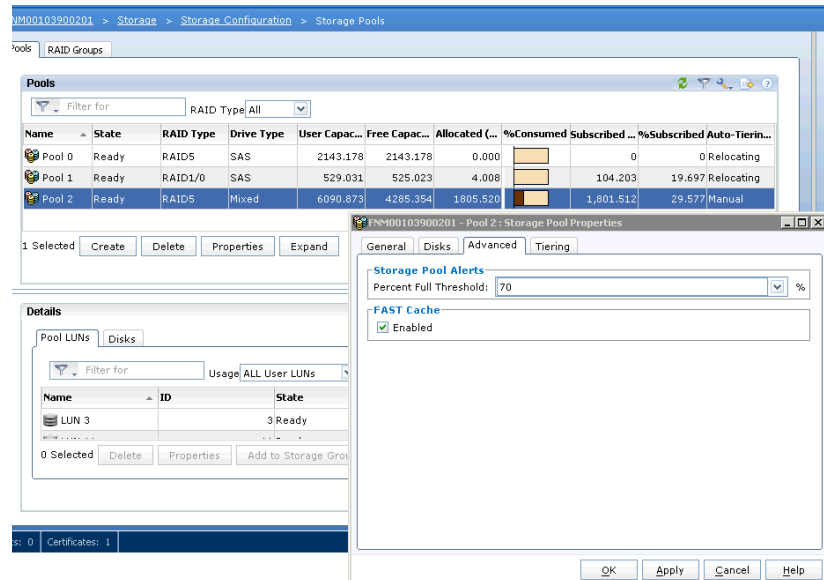 NM00103900201 > Storage > Storage Configuration > Storage Pools
Pools RAID Groups
Pools
Filter for RAID Type All
Name State RAID Type Drive Type User Capac... Free Capac... Allocated (... %Consumed Subscribed ... %Subscribed Auto-Tierin...
Pool 0 Ready RAID5 SAS 2143.178 2143.178 0.000 0 0 Relocating
Pool 1 Ready RAID1/0 SAS 529.031 525.023 4.008 104.203 19.697 Relocating
Pool 2 Ready RAID5 Mixed 6090.873 4285.354 1805.520 1,801.512 29.577 Manual
1 Selected Create Delete Properties Expand
FNM00103900201 - Pool 2 : Storage Pool Properties
General Disks Advanced Tiering
Storage Pool Alerts
Percent Full Threshold: 70 %
FAST Cache
Enabled
Details
Pool LUNs Disks
Filter for Usage ALL User LUNs
Name ID State
LUN 3 3 Ready
0 Selected Delete Properties Add to Storage Grou
s: 0 Certificates: 1
OK Apply Cancel Help